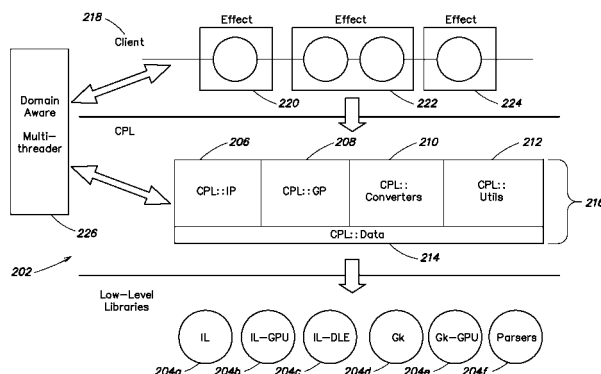 218
Client
Effect
Effect
Effect
220
222
224
Domain
Aware
Multi-
threader
CPL
206
208
210
212
CPL::IP
CPL::GP
CPL::
Converters
CPL::
Utils
216
CPL::Data
214
226
202
Low-Level
Libraries
IL
IL-GPU
IL-DLE
Gk
Gk-GPU
Parsers
204a
204b
204c
204d
204e
204f